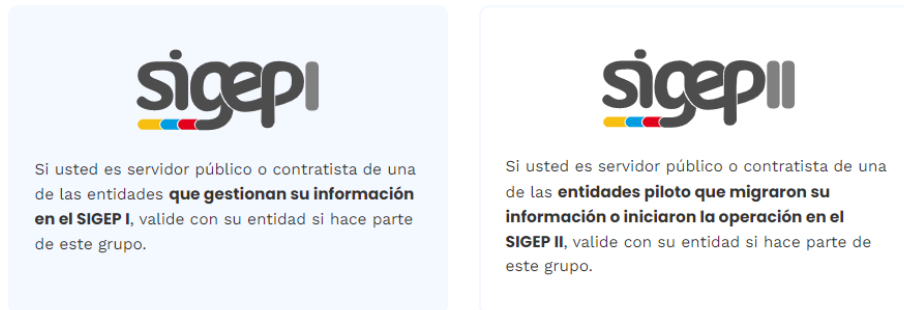 sigep I
Si usted es servidor público o contratista de una
de las entidades que gestionan su información
en el SIGEP I, valide con su entidad si hace parte
de este grupo.
sigep II
Si usted es servidor público o contratista de una
de las entidades piloto que migraron su
información o iniciaron la operación en el
SIGEP II, valide con su entidad si hace parte de
este grupo.